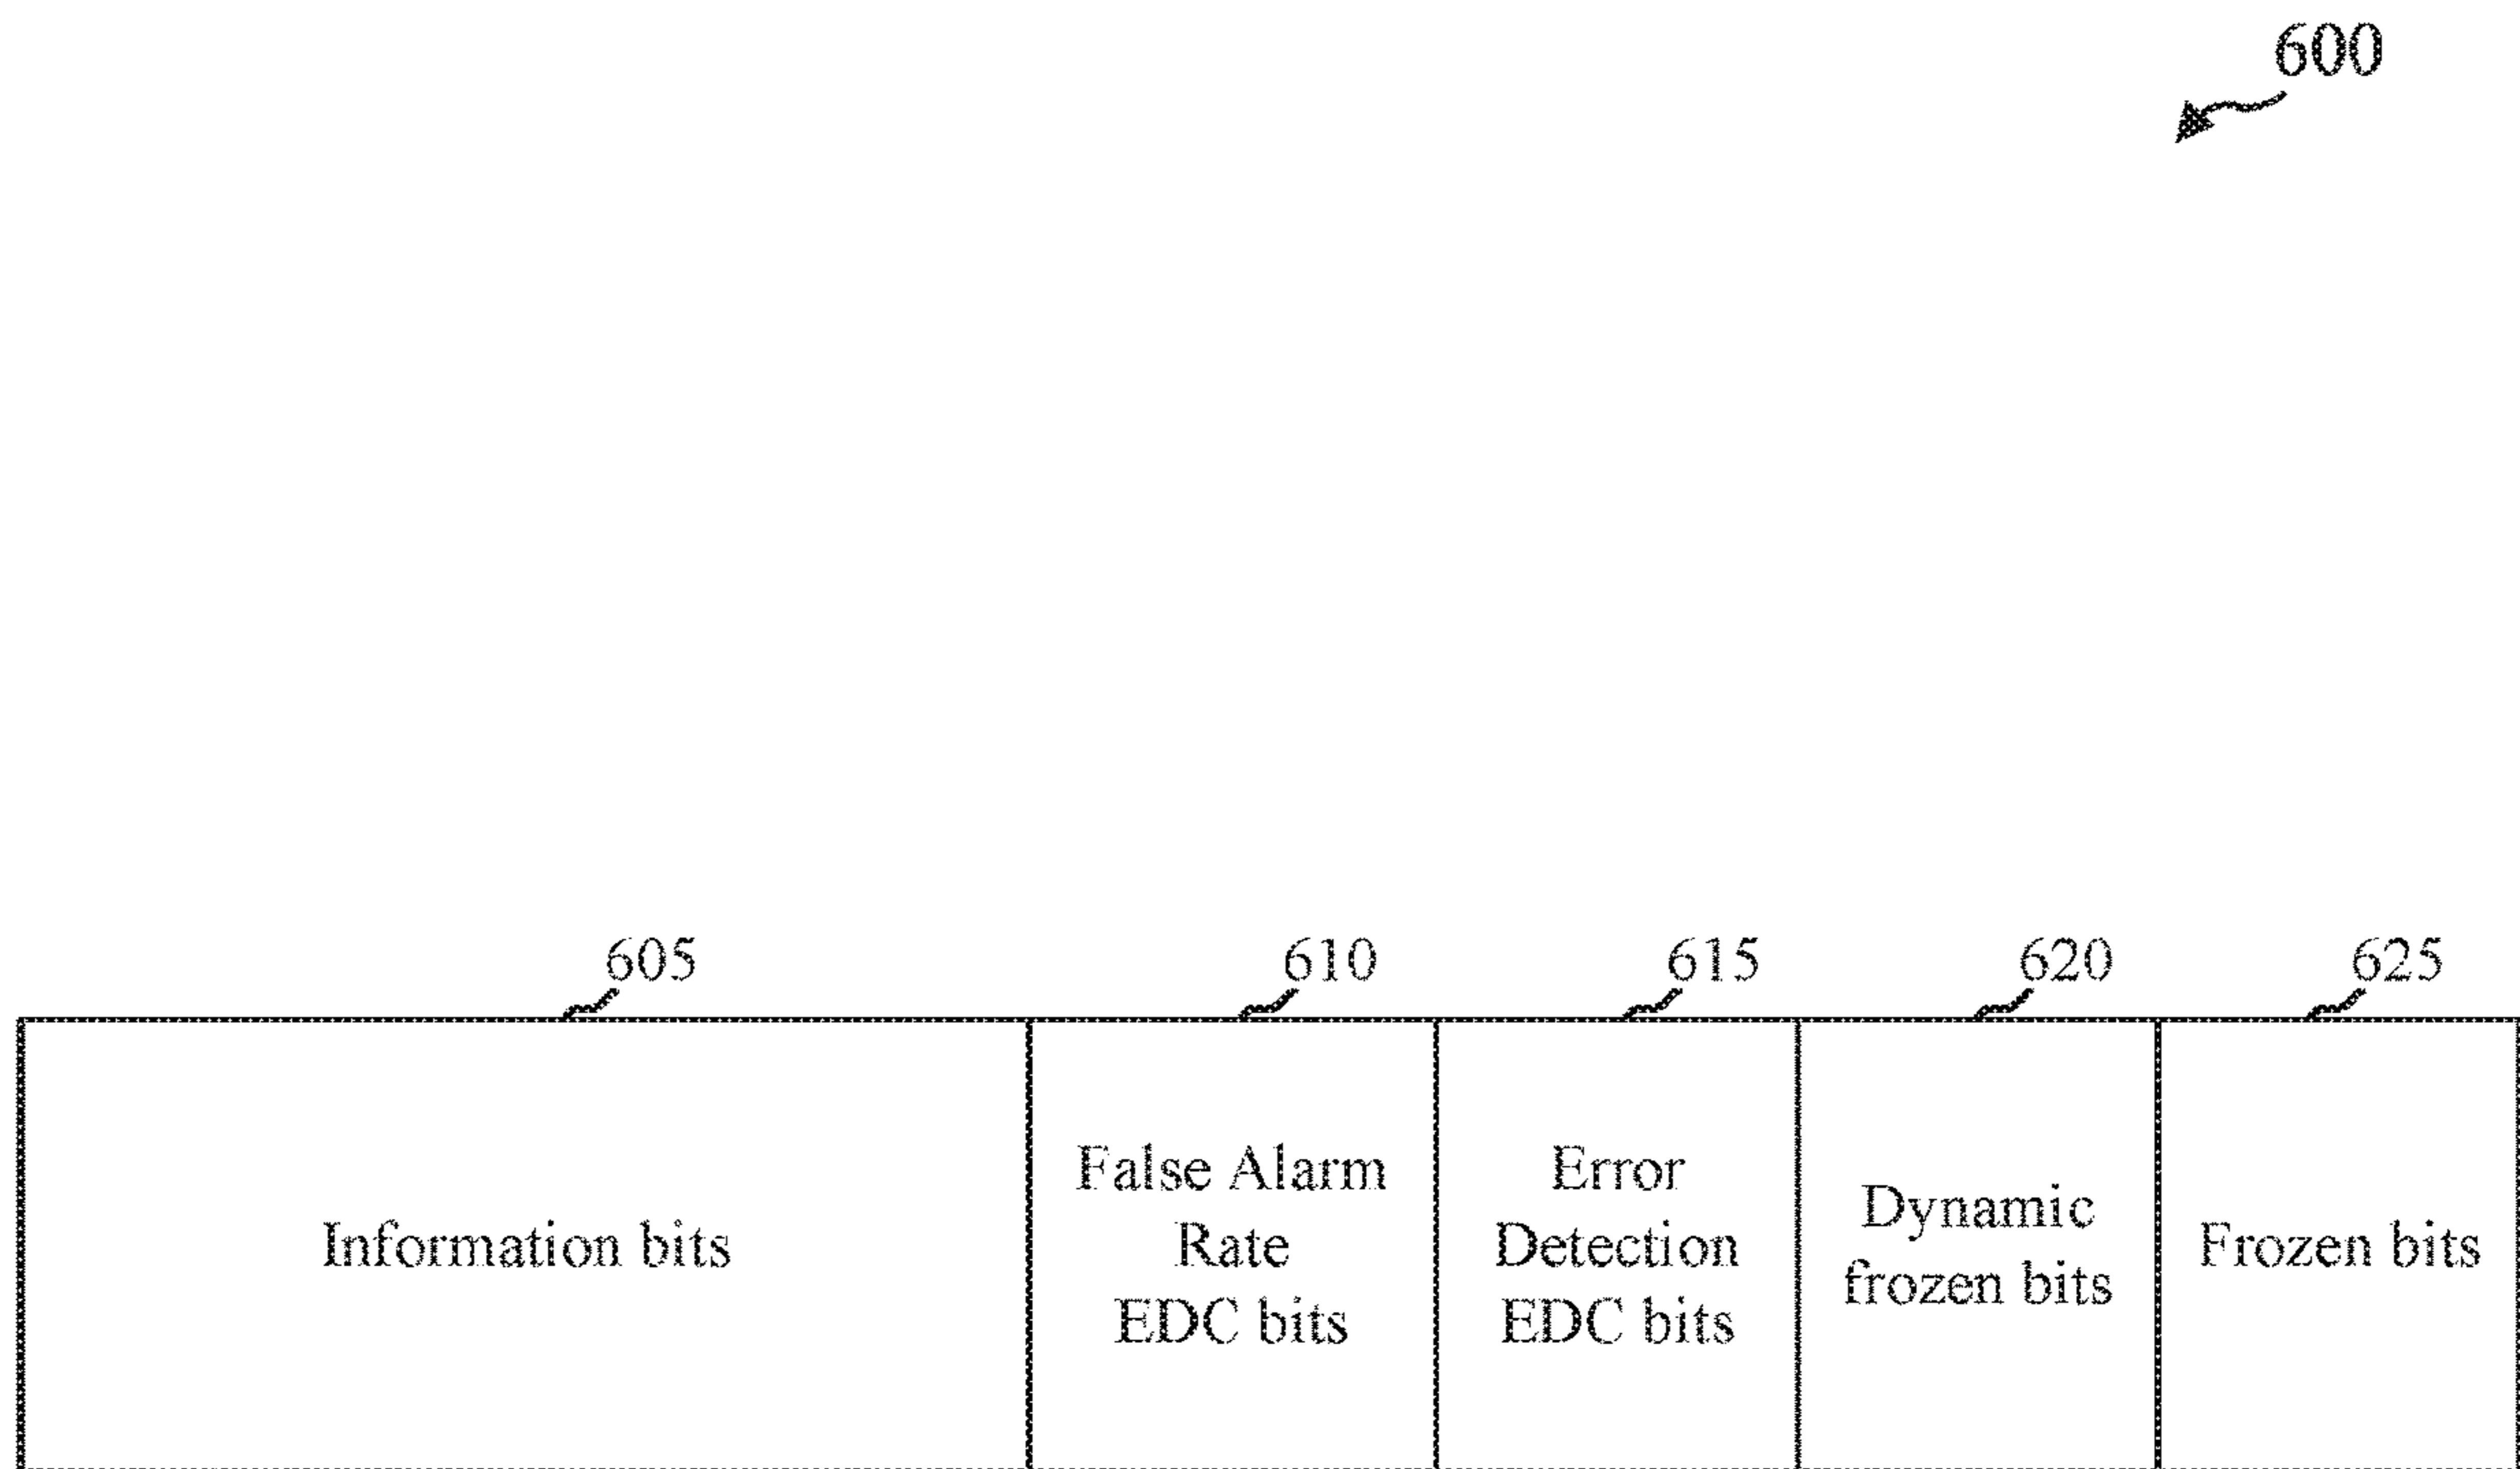 600
605
610
615
620
625
Information bits
False Alarm
Rate
EDC bits
Error
Detection
EDC bits
Dynamic
frozen bits
Frozen bits